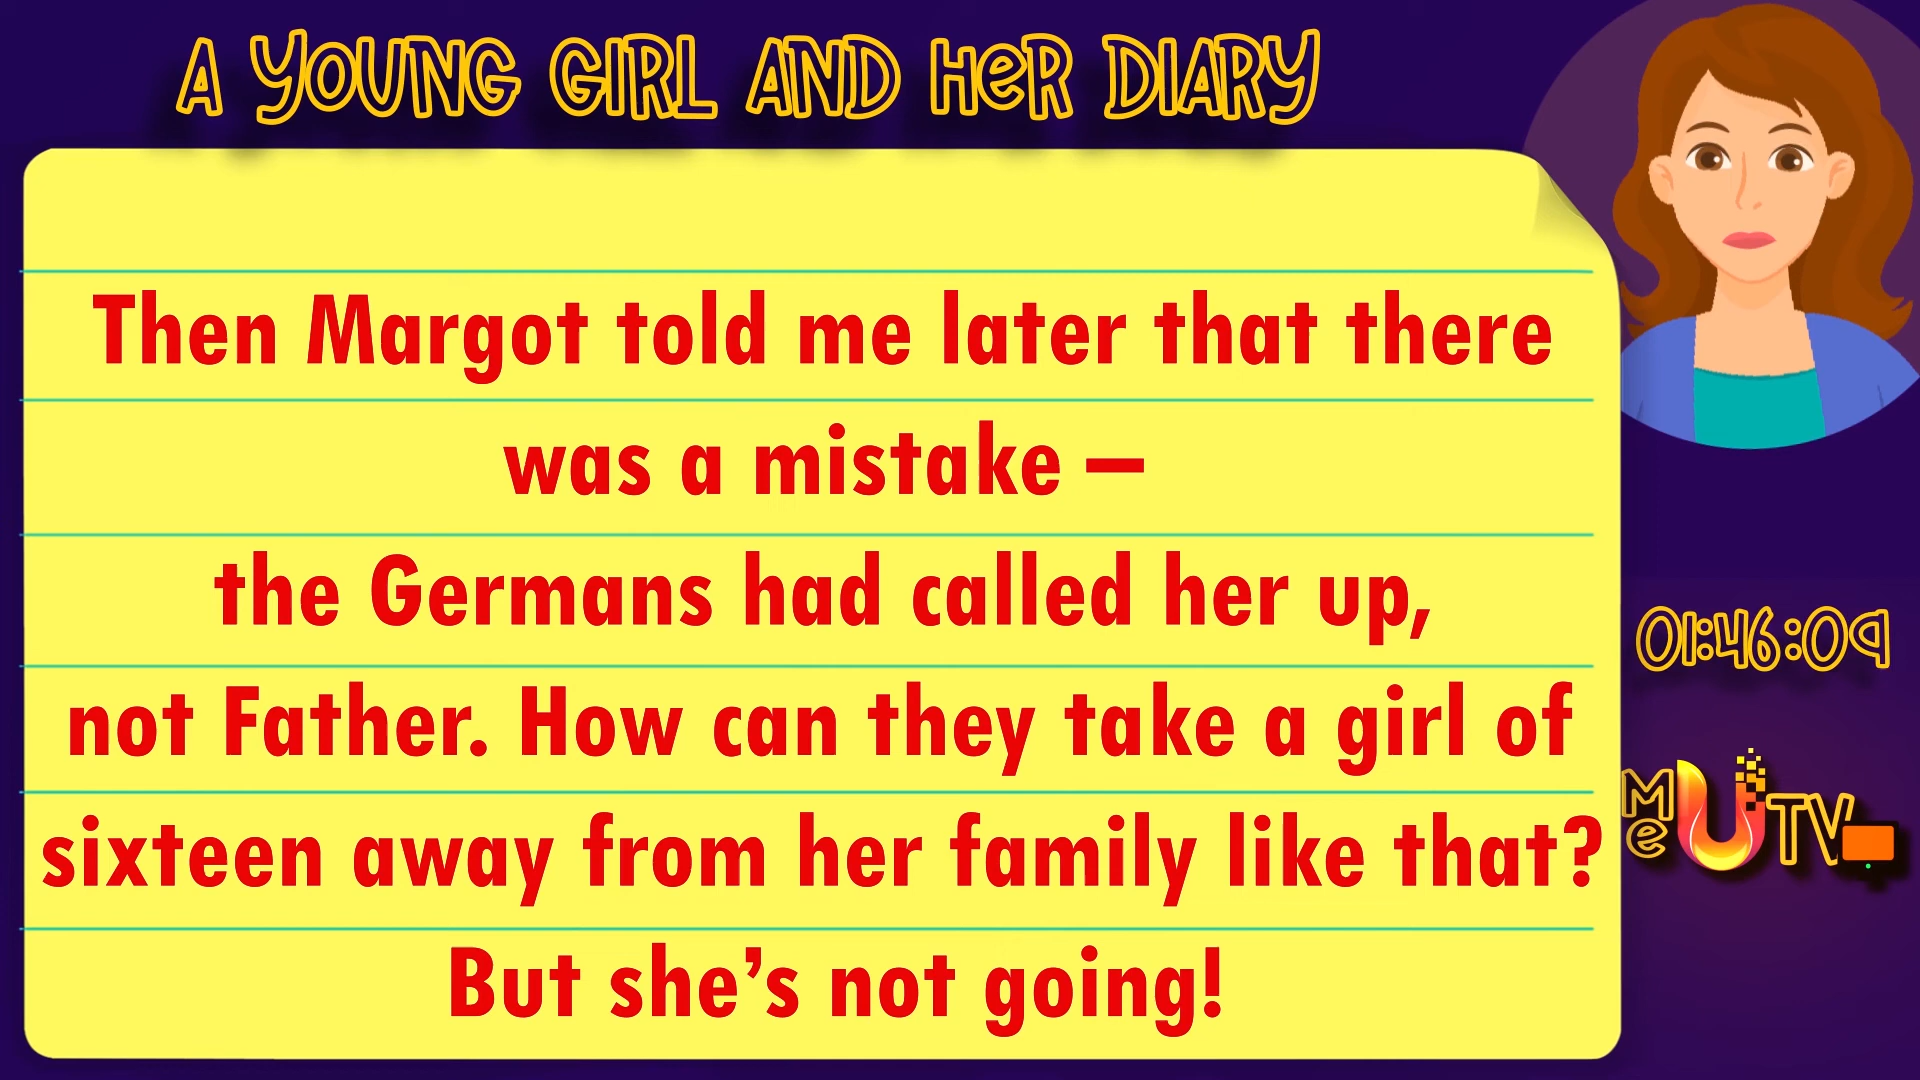 A YOUNG GIRL AND HeR DIARY
Then Margot told me later that there
was a mistake –
the Germans had called her up,
not Father. How can they take a girl of
sixteen away from her family like that?
But she’s not going!
01:46:09
Me U TV